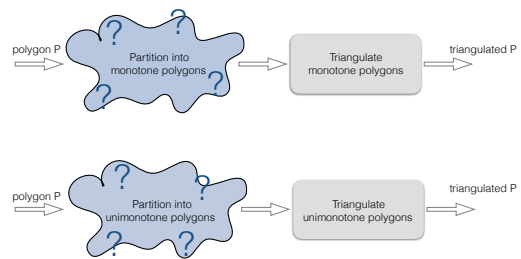 polygon P
?
?
?
?
Partition into
monotone polygons
Triangulate
monotone polygons
triangulated P
polygon P
?
?
?
?
Partition into
unimonotone polygons
Triangulate
unimonotone polygons
triangulated P